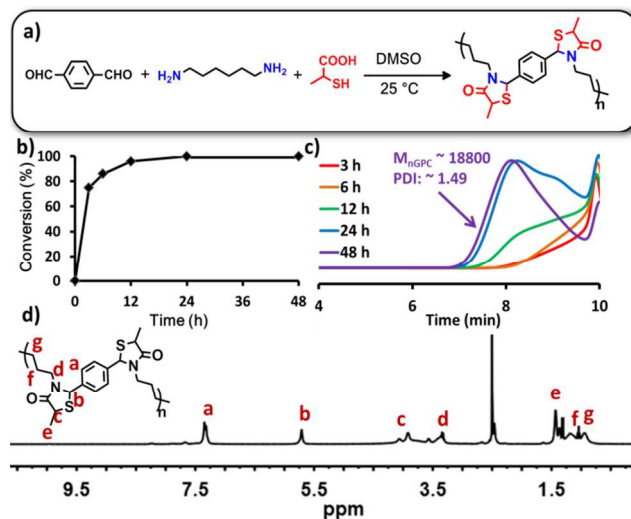 a)
OHC
CHO
+
H₂N
NH₂
+
COOH
SH
DMSO
25 °C
S
O
N
N
O
S
n
b)
Conversion (%)
100
80
60
40
20
0
0 12 24 36 48
Time (h)
c)
MnGPC ~ 18800
PDI: ~ 1.49
3 h
6 h
12 h
24 h
48 h
4 6 8 10
Time (min)
d)
g
f
d
a
b
c
e
S
O
N
N
O
S
n
a
b
c
d
e
f
g
9.5 7.5 5.5 3.5 1.5
ppm